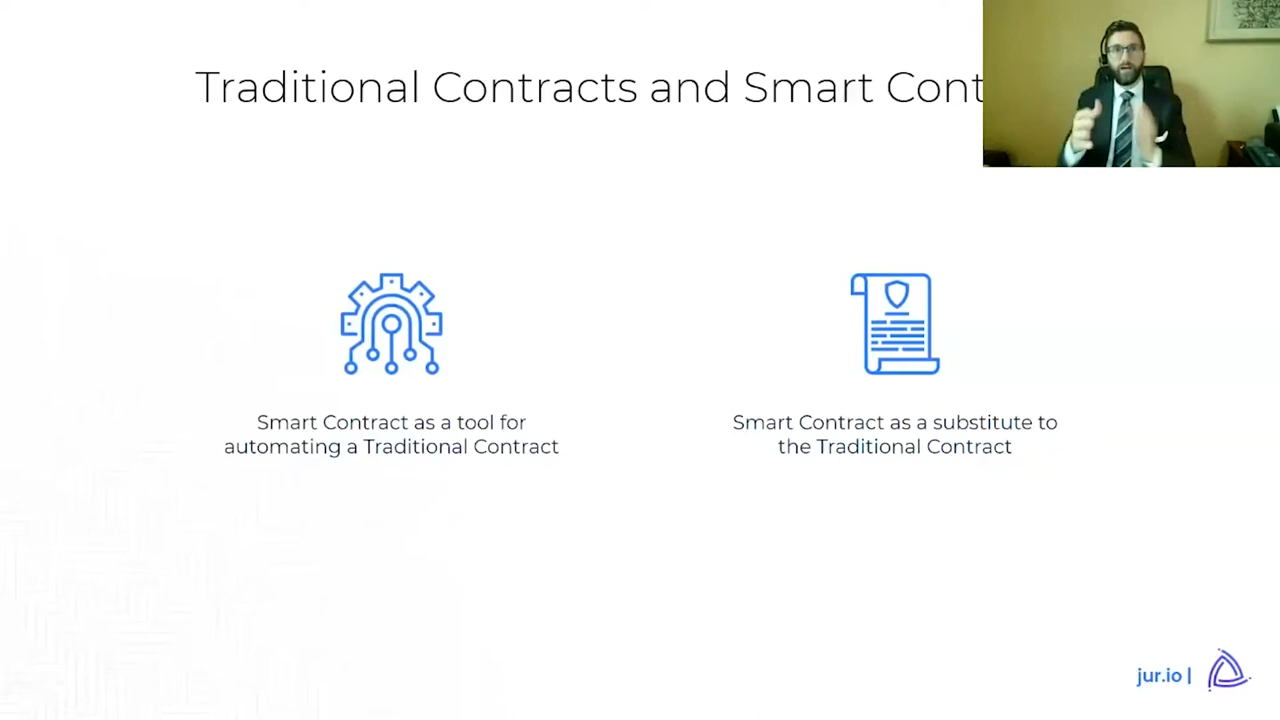 Traditional Contracts and Smart Cont
Smart Contract as a tool for
automating a Traditional Contract
Smart Contract as a substitute to
the Traditional Contract
jur.io |